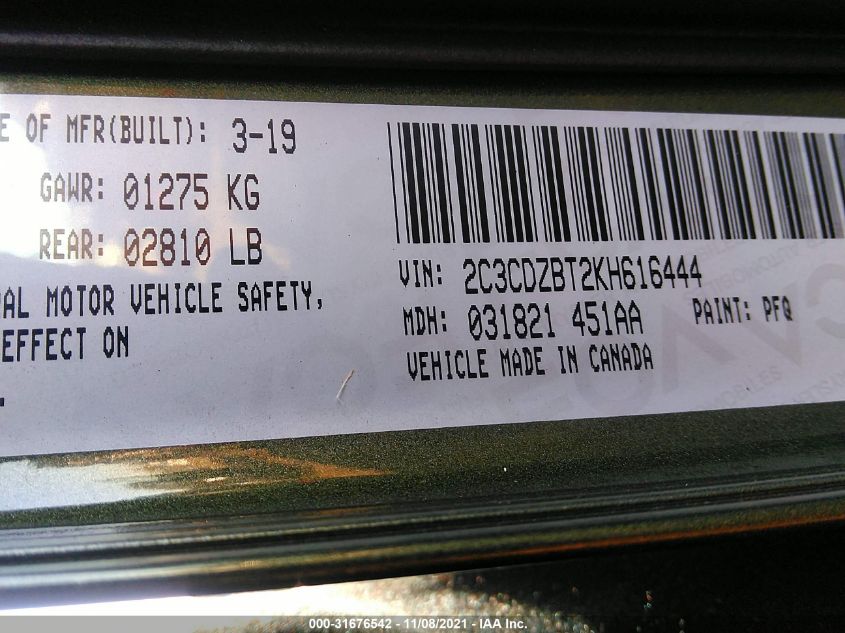 E OF MFR(BUILT): 3-19
GAWR: 01275 KG
REAR: 02810 LB
AL MOTOR VEHICLE SAFETY,
EFFECT ON
VIN: 2C3CDZBT2KH616444
MDH: 031821 451AA PAINT: PFQ
VEHICLE MADE IN CANADA
000-31676542 - 11/08/2021 - IAA Inc.